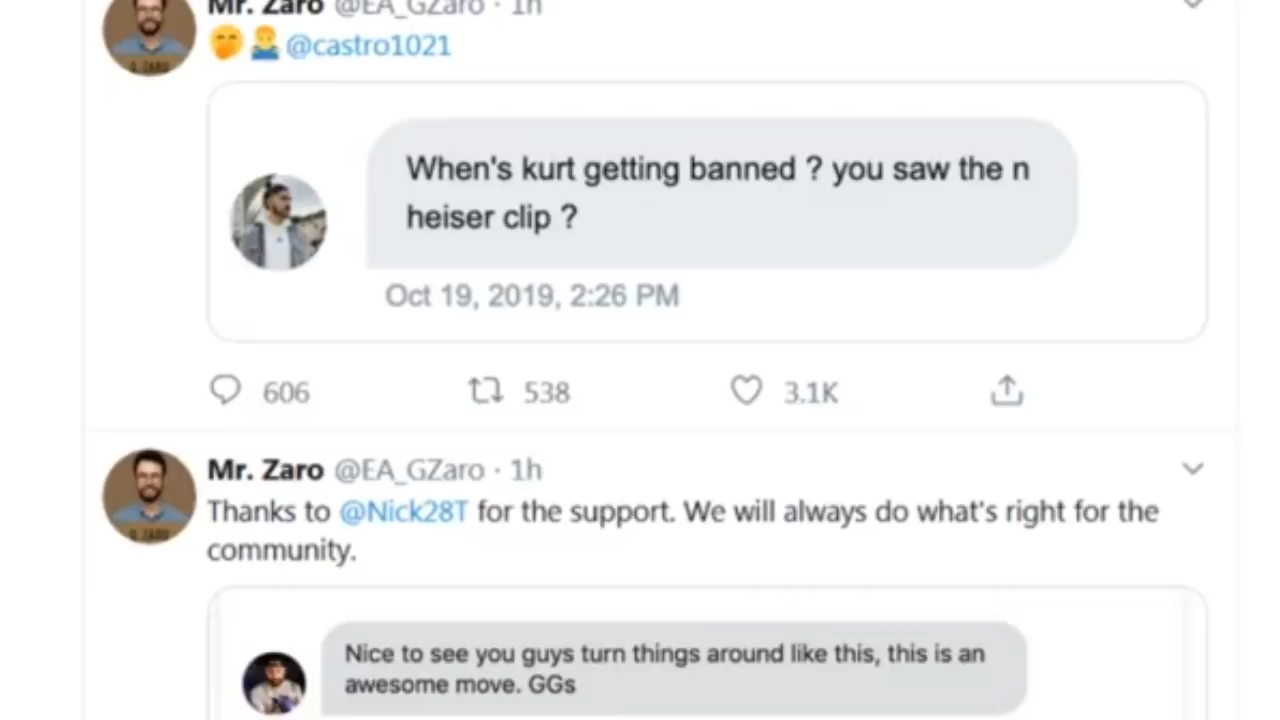 Mr. Zaro @EA_GZaro · 1h
@castro1021
When's kurt getting banned ? you saw the n
heiser clip ?
Oct 19, 2019, 2:26 PM
606 538 3.1K
Mr. Zaro @EA_GZaro · 1h
Thanks to @Nick28T for the support. We will always do what's right for the
community.
Nice to see you guys turn things around like this, this is an
awesome move. GGs